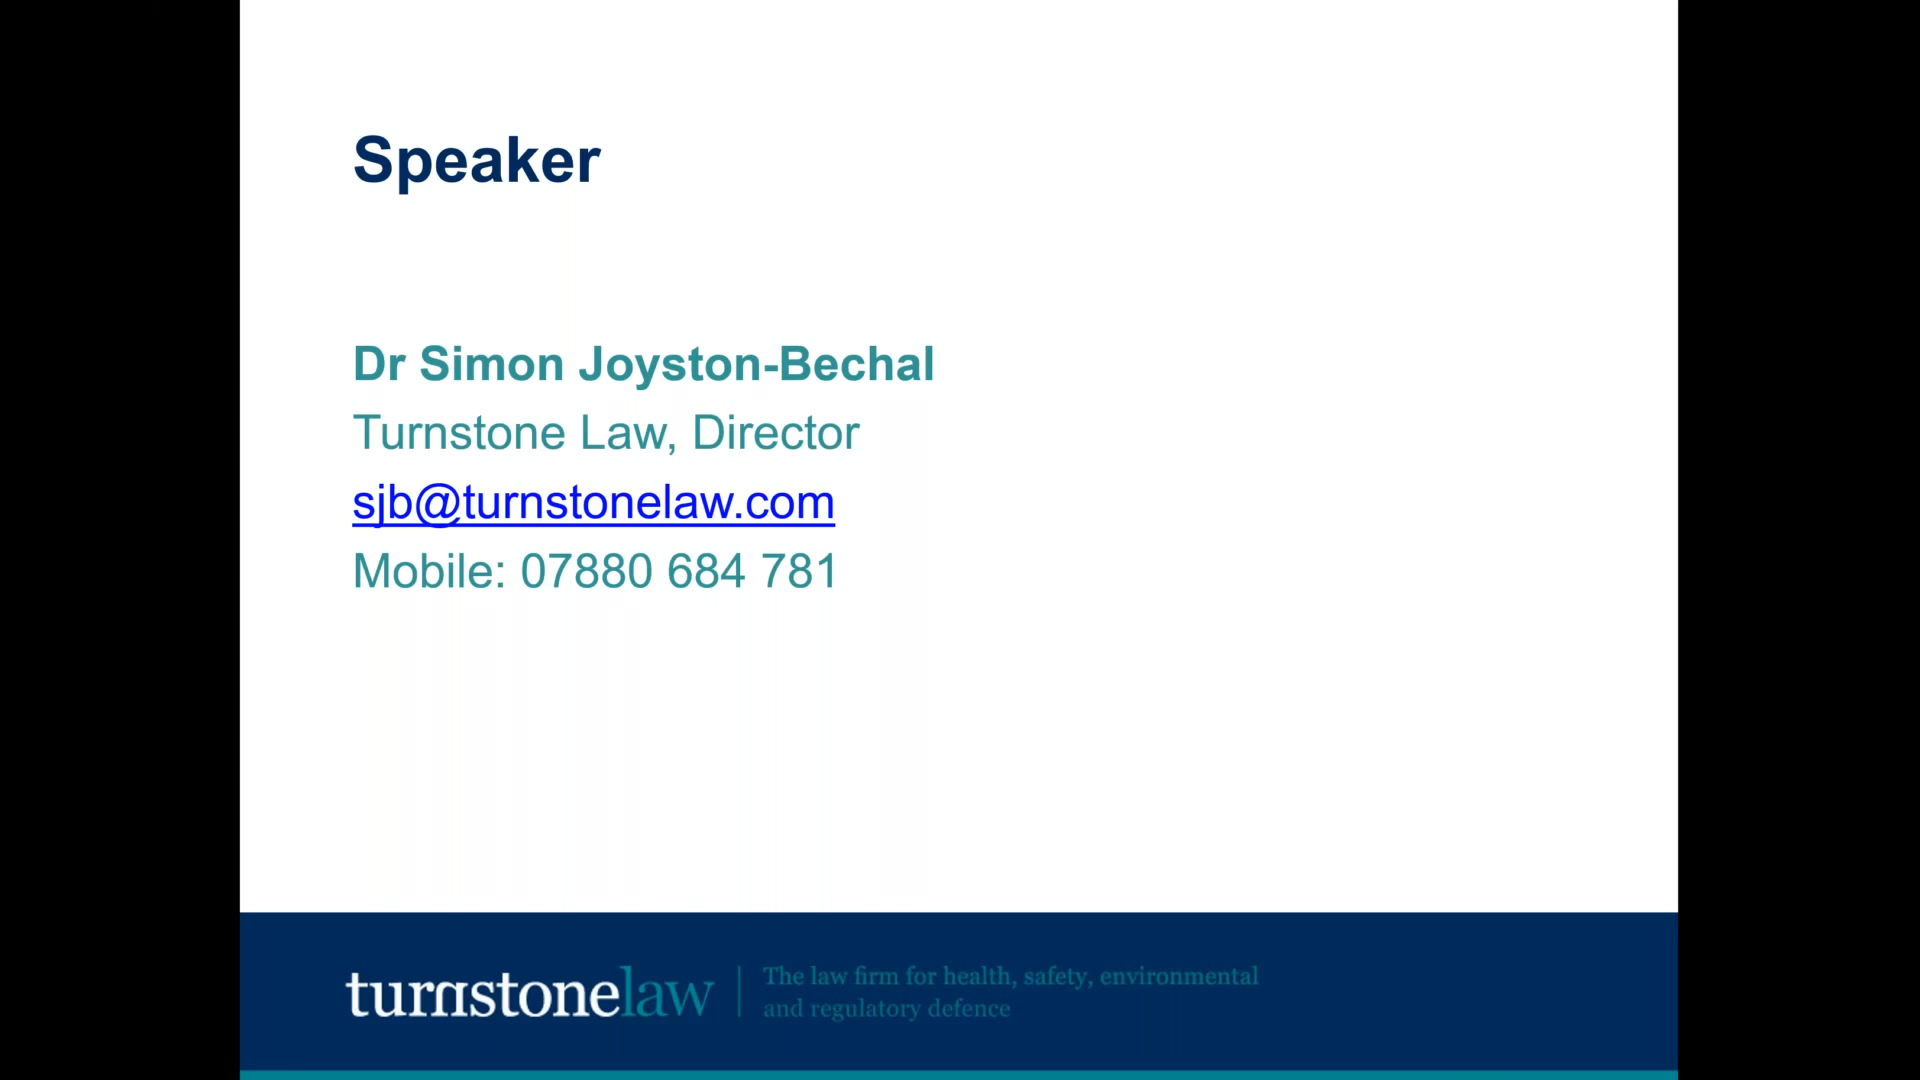 Speaker
Dr Simon Joyston-Bechal
Turnstone Law, Director
sjb@turnstonelaw.com
Mobile: 07880 684 781
turnstonelaw
The law firm for health, safety, environmental
and regulatory defence